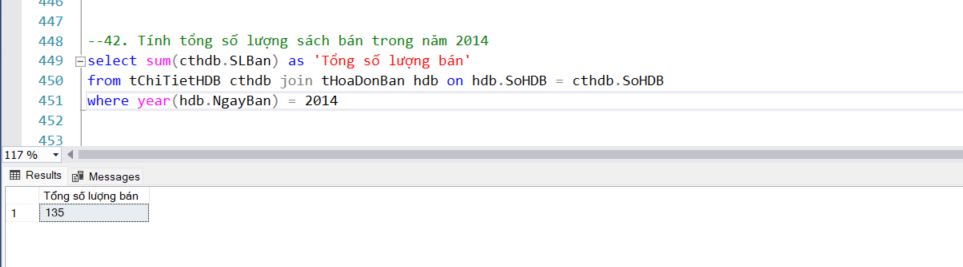 446
447
448 --42. Tính tổng số lượng sách bán trong năm 2014
449 select sum(cthdb.SLBan) as 'Tổng số lượng bán'
450 from tChiTietHDB cthdb join tHoaDonBan hdb on hdb.SoHDB = cthdb.SoHDB
451 where year(hdb.NgayBan) = 2014
452
453
117 %
Results Messages
Tổng số lượng bán
1 135